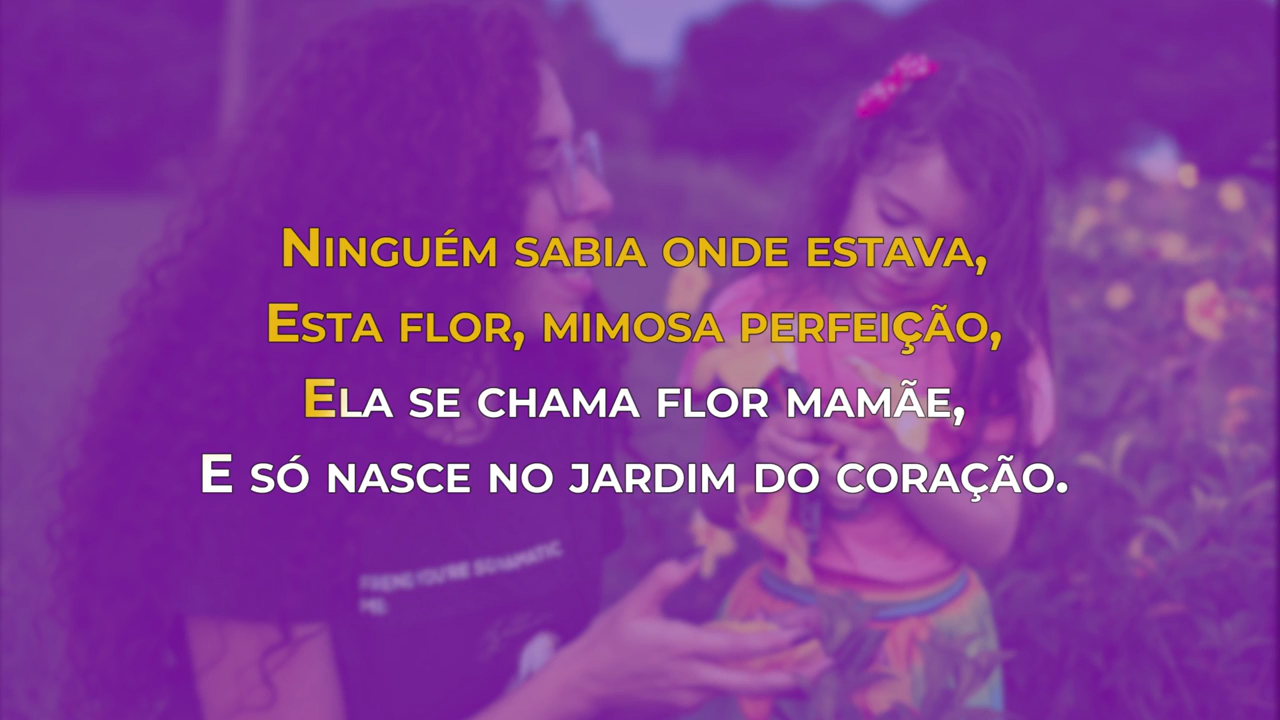 Ninguém sabia onde estava,
Esta flor, mimosa perfeição,
Ela se chama flor mamãe,
E só nasce no jardim do coração.